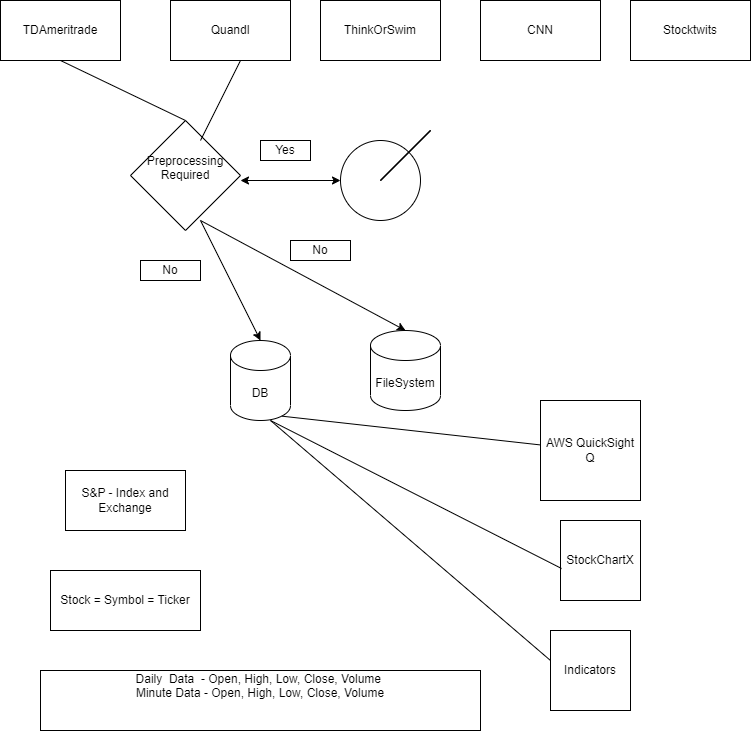 TDAmeritrade
Quandl
ThinkOrSwim
CNN
Stocktwits
Preprocessing
Required
Yes
No
No
DB
FileSystem
AWS QuickSight
Q
S&P - Index and
Exchange
StockChartX
Stock = Symbol = Ticker
Indicators
Daily  Data  - Open, High, Low, Close, Volume
Minute Data - Open, High, Low, Close, Volume